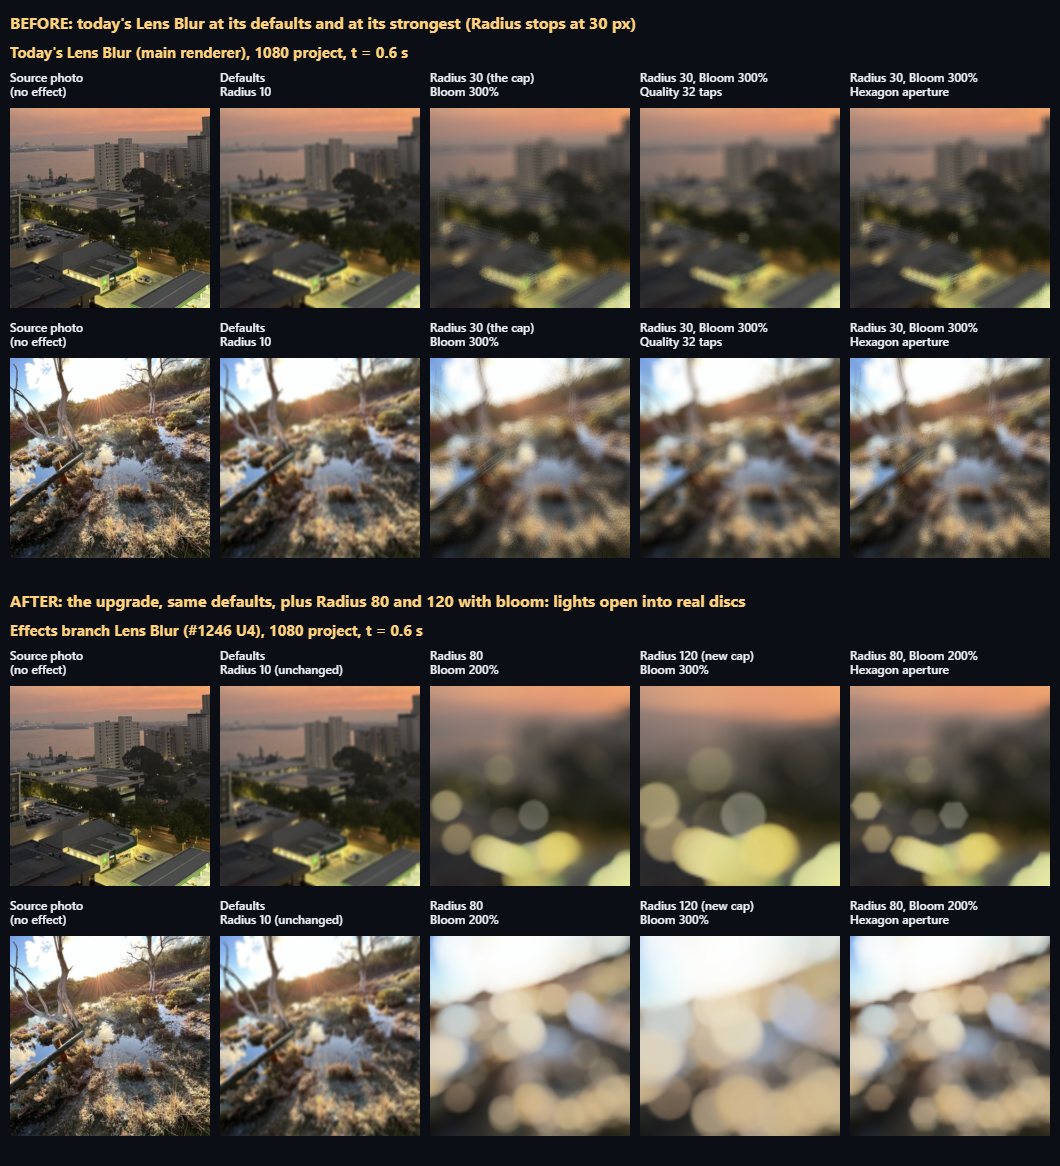 BEFORE: today's Lens Blur at its defaults and at its strongest (Radius stops at 30 px)
Today's Lens Blur (main renderer), 1080 project, t = 0.6 s
Source photo
(no effect)
Defaults
Radius 10
Radius 30 (the cap)
Bloom 300%
Radius 30, Bloom 300%
Quality 32 taps
Radius 30, Bloom 300%
Hexagon aperture
Source photo
(no effect)
Defaults
Radius 10
Radius 30 (the cap)
Bloom 300%
Radius 30, Bloom 300%
Quality 32 taps
Radius 30, Bloom 300%
Hexagon aperture
AFTER: the upgrade, same defaults, plus Radius 80 and 120 with bloom: lights open into real discs
Effects branch Lens Blur (#1246 U4), 1080 project, t = 0.6 s
Source photo
(no effect)
Defaults
Radius 10 (unchanged)
Radius 80
Bloom 200%
Radius 120 (new cap)
Bloom 300%
Radius 80, Bloom 200%
Hexagon aperture
Source photo
(no effect)
Defaults
Radius 10 (unchanged)
Radius 80
Bloom 200%
Radius 120 (new cap)
Bloom 300%
Radius 80, Bloom 200%
Hexagon aperture